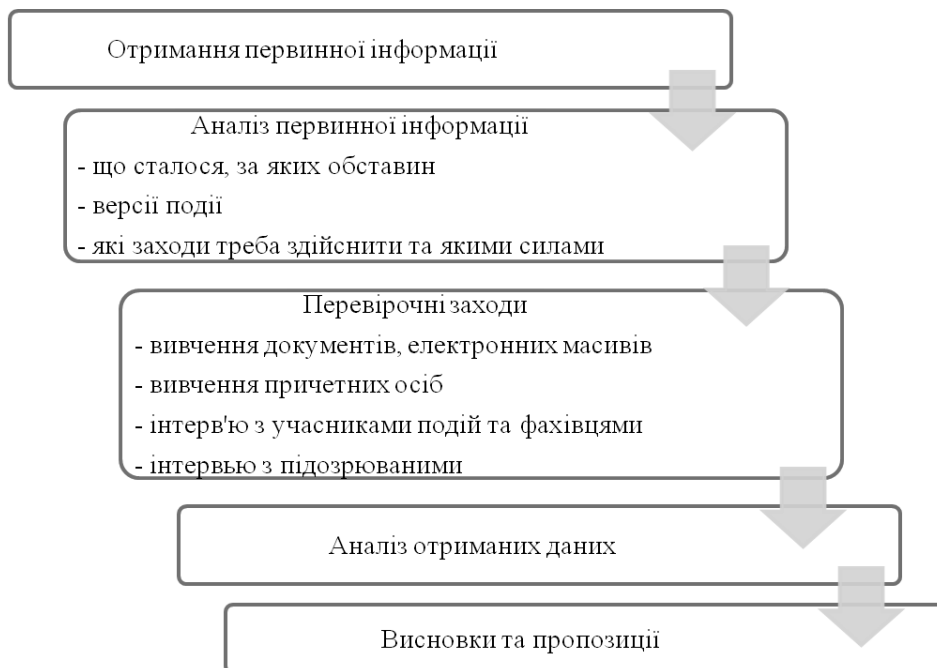 Отримання первинної інформації
Аналіз первинної інформації
- що сталося, за яких обставин
- версії події
- які заходи треба здійснити та якими силами
Перевірочні заходи
- вивчення документів, електронних масивів
- вивчення причетних осіб
- інтерв'ю з учасниками подій та фахівцями
- інтервью з підозрюваними
Аналіз отриманих даних
Висновки та пропозиції